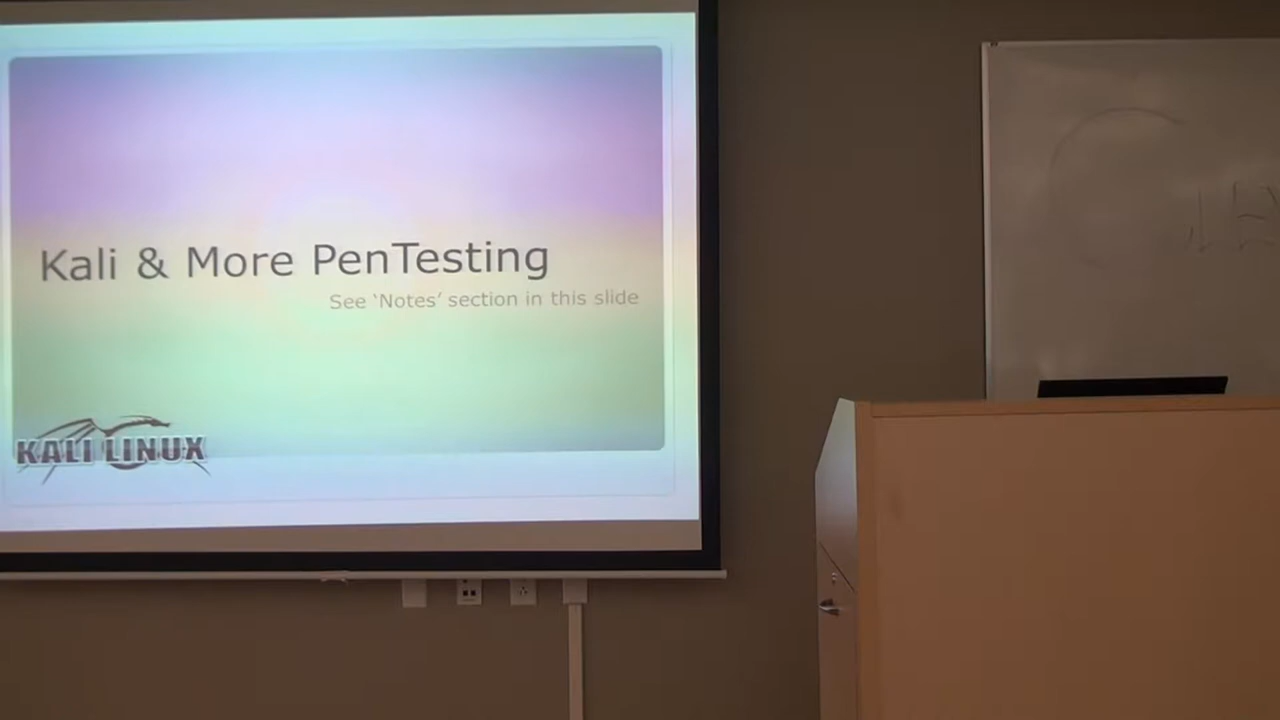 Kali & More PenTesting
See ‘Notes’ section in this slide
KALI LINUX